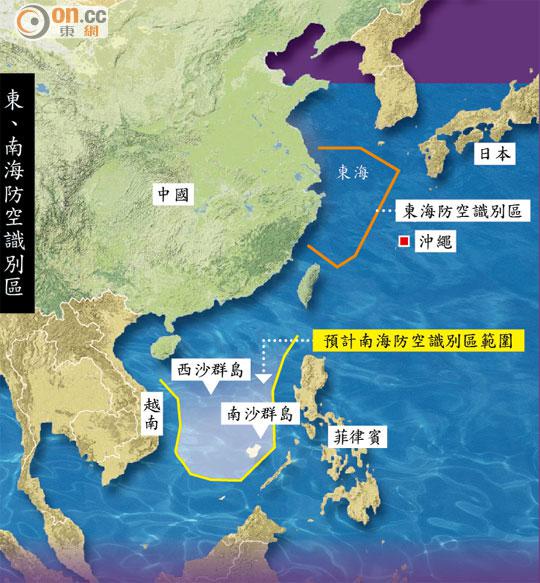 on.cc
東網
東、南海防空識別區
日本
東海
中國
東海防空識別區
沖繩
預計南海防空識別區範圍
西沙群島
越南
南沙群島
菲律賓